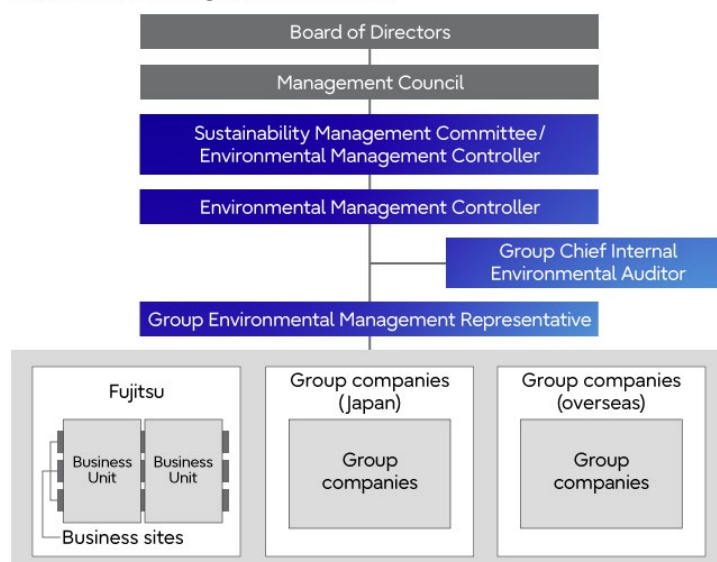 Board of Directors
Management Council
Sustainability Management Committee/
Environmental Management Controller
Environmental Management Controller
Group Chief Internal
Environmental Auditor
Group Environmental Management Representative
Fujitsu
Business
Unit
Business
Unit
Business sites
Group companies
(Japan)
Group
companies
Group companies
(overseas)
Group
companies